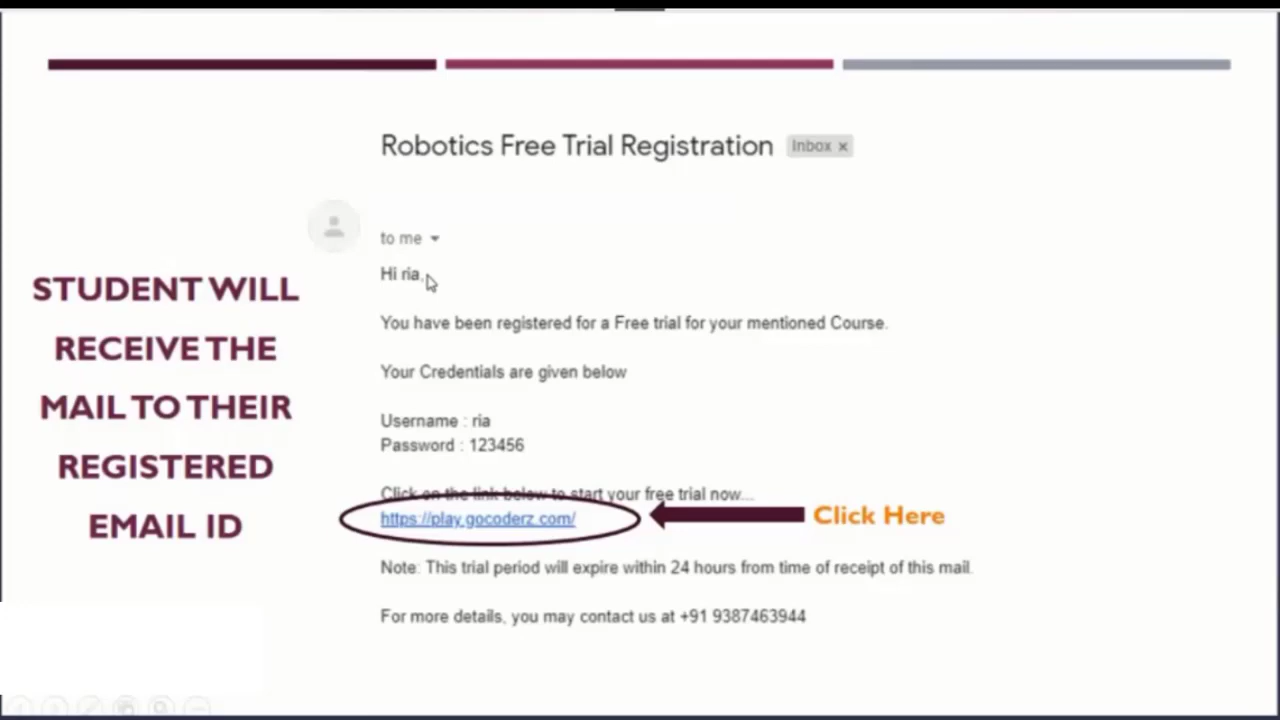 Robotics Free Trial Registration Inbox x
to me
Hi ria,
STUDENT WILL
RECEIVE THE
MAIL TO THEIR
REGISTERED
EMAIL ID
You have been registered for a Free trial for your mentioned Course.
Your Credentials are given below
Username : ria
Password : 123456
Click on the link below to start your free trial now...
https://play.gocoderz.com/
Click Here
Note: This trial period will expire within 24 hours from time of receipt of this mail.
For more details, you may contact us at +91 9387463944